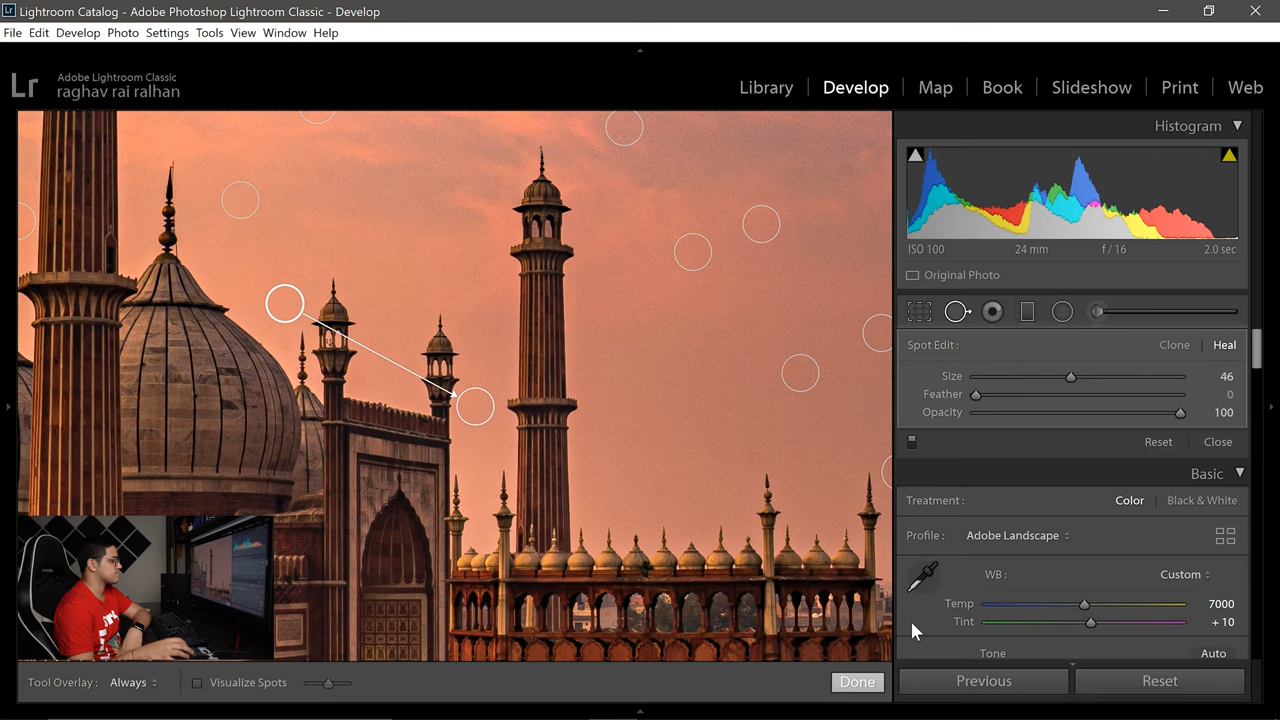 Lr Lightroom Catalog - Adobe Photoshop Lightroom Classic - Develop
File Edit Develop Photo Settings Tools View Window Help
Lr
Adobe Lightroom Classic
raghav rai ralhan
Library Develop Map Book Slideshow Print Web
Histogram
ISO 100 24 mm f / 16 2.0 sec
Original Photo
Spot Edit : Clone Heal
Size 46
Feather 0
Opacity 100
Reset Close
Basic
Treatment : Color Black & White
Profile : Adobe Landscape
WB : Custom
Temp 7000
Tint + 10
Tone Auto
Tool Overlay : Always Visualize Spots Done
Previous Reset